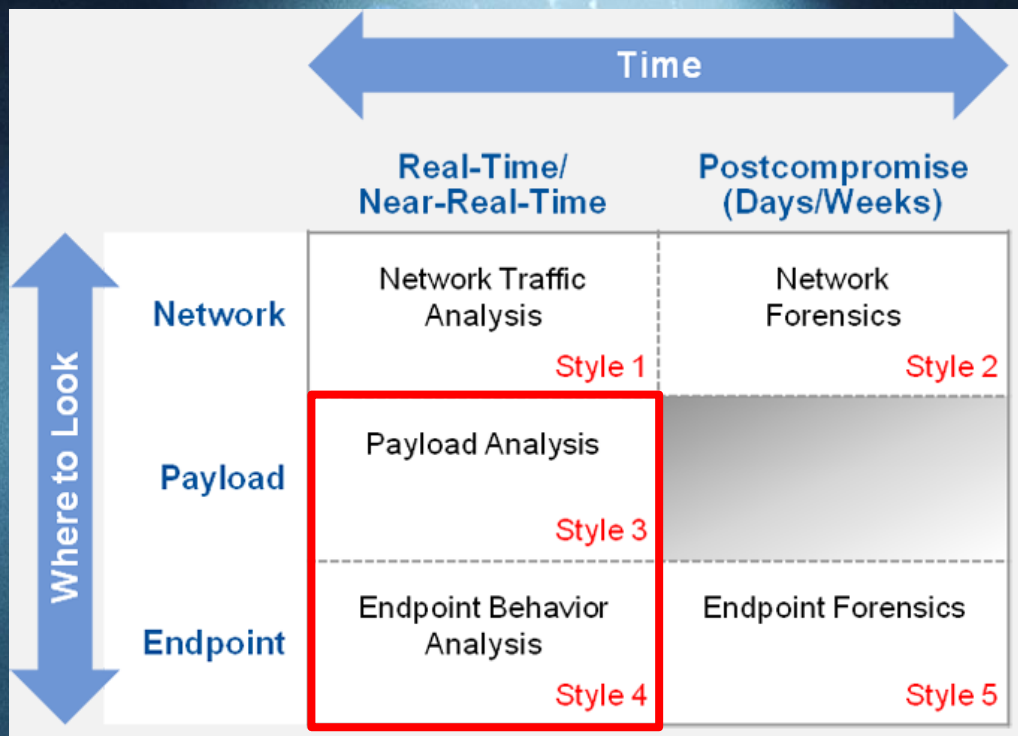 Time
Real-Time/
Near-Real-Time
Postcompromise
(Days/Weeks)
Where to Look
Network
Network Traffic
Analysis
Style 1
Network
Forensics
Style 2
Payload
Payload Analysis
Style 3
Endpoint
Endpoint Behavior
Analysis
Style 4
Endpoint Forensics
Style 5